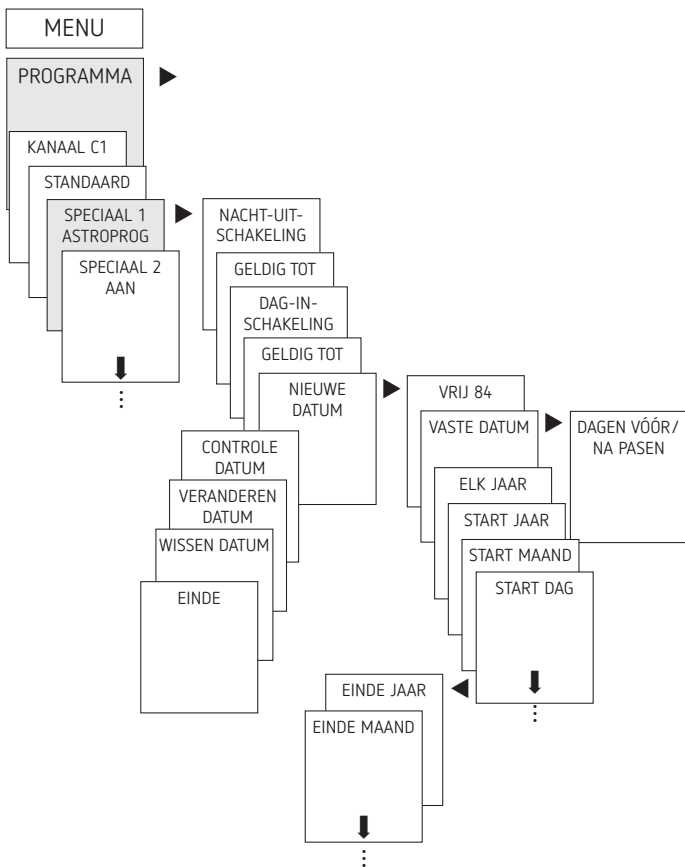 MENU
PROGRAMMA
KANAAL C1
STANDAARD
SPECIAAL 1
ASTROPROG
SPECIAAL 2
AAN
NACHT-UIT-
SCHAKELING
GELDIG TOT
DAG-IN-
SCHAKELING
GELDIG TOT
NIEUWE
DATUM
CONTROLE
DATUM
VERANDEREN
DATUM
WISSEN DATUM
EINDE
VRIJ 84
VASTE DATUM
DAGEN VÓÓR/
NA PASEN
ELK JAAR
START JAAR
START MAAND
START DAG
EINDE JAAR
EINDE MAAND